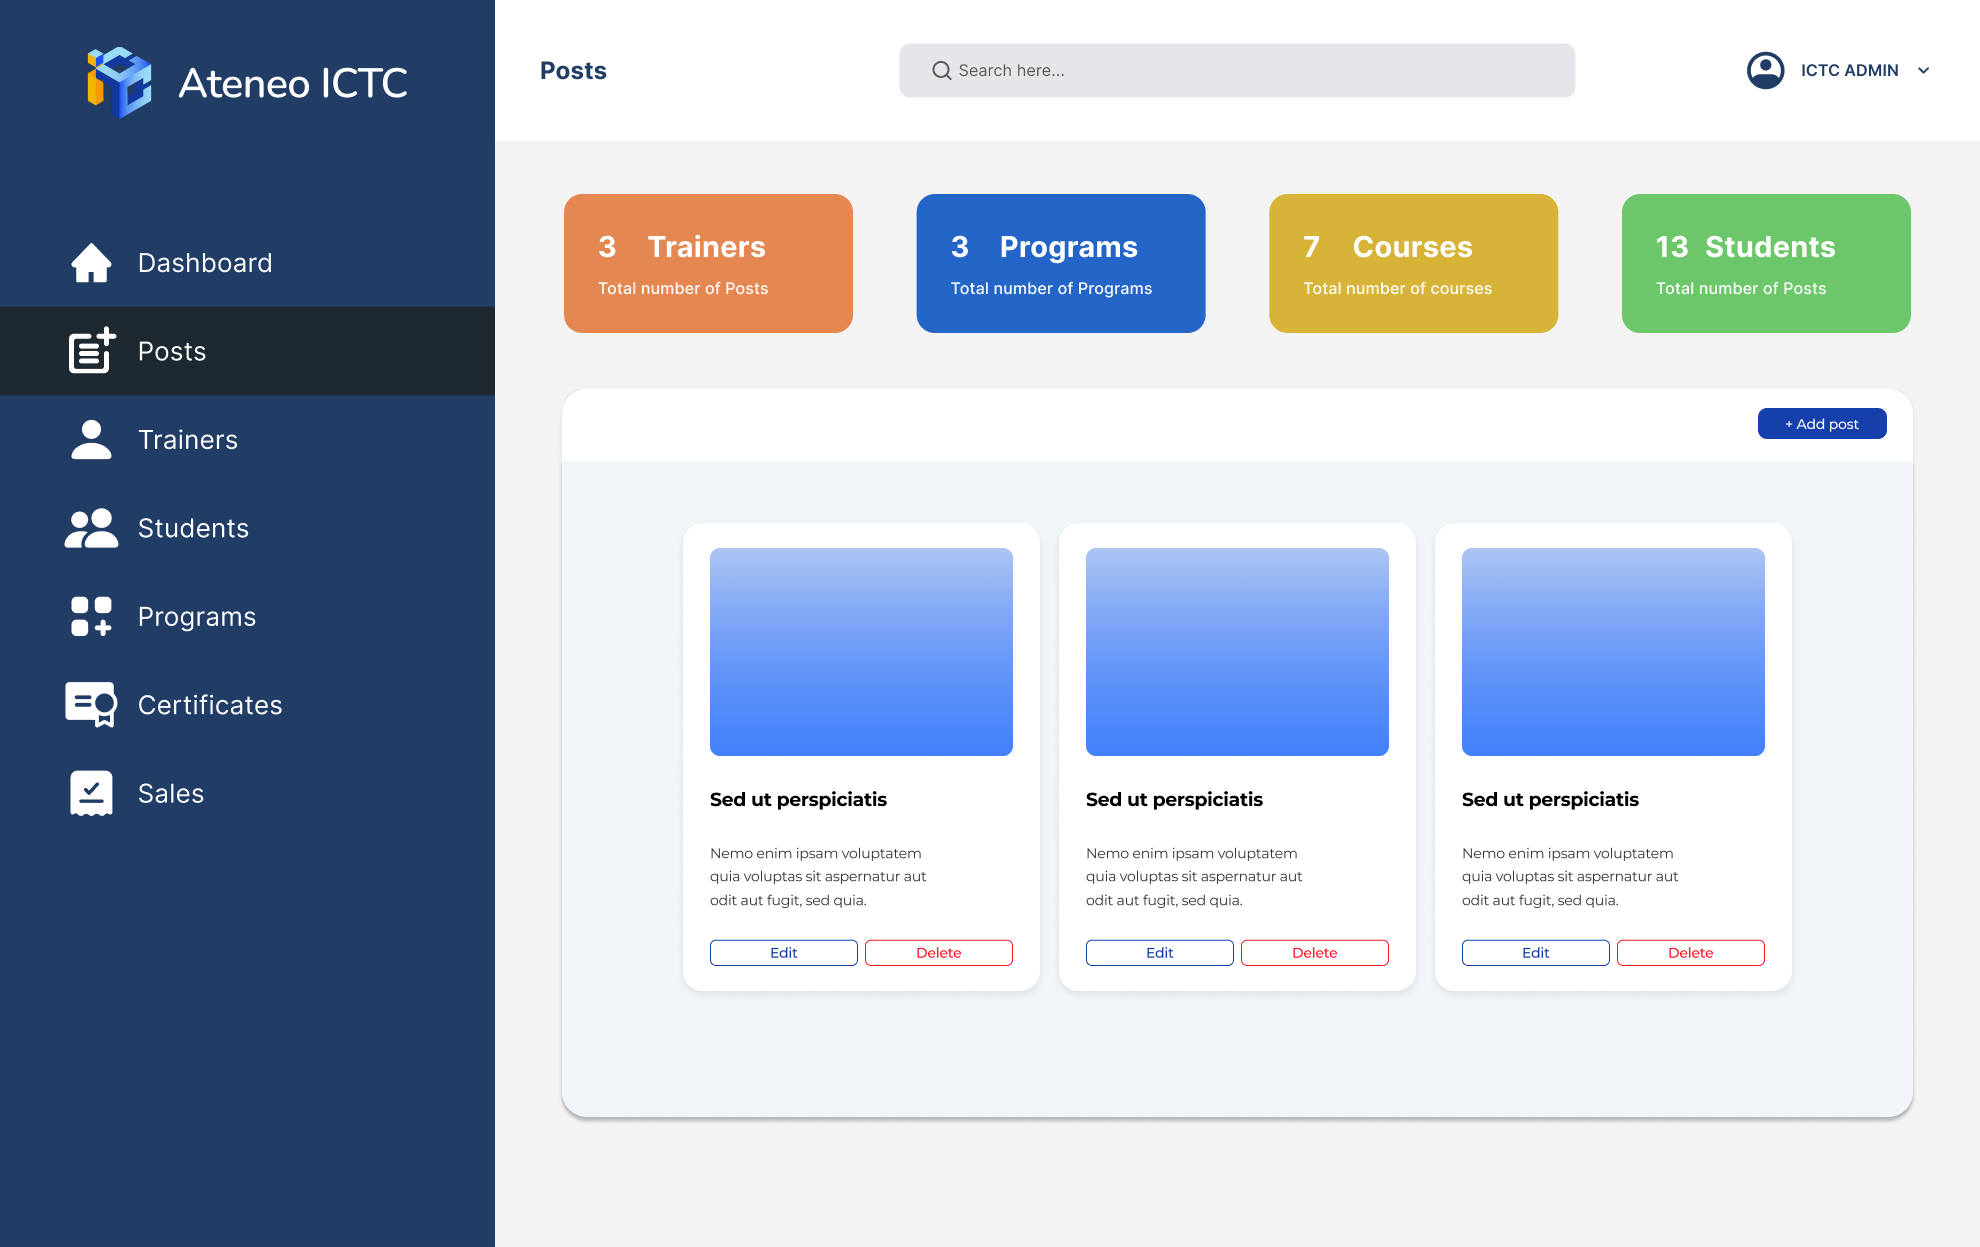 Ateneo ICTC
Dashboard
Posts
Trainers
Students
Programs
Certificates
Sales
Posts
Search here...
ICTC ADMIN
3 Trainers
Total number of Posts
3 Programs
Total number of Programs
7 Courses
Total number of courses
13 Students
Total number of Posts
+ Add post
Sed ut perspiciatis
Nemo enim ipsam voluptatem
quia voluptas sit aspernatur aut
odit aut fugit, sed quia.
Edit
Delete
Sed ut perspiciatis
Nemo enim ipsam voluptatem
quia voluptas sit aspernatur aut
odit aut fugit, sed quia.
Edit
Delete
Sed ut perspiciatis
Nemo enim ipsam voluptatem
quia voluptas sit aspernatur aut
odit aut fugit, sed quia.
Edit
Delete